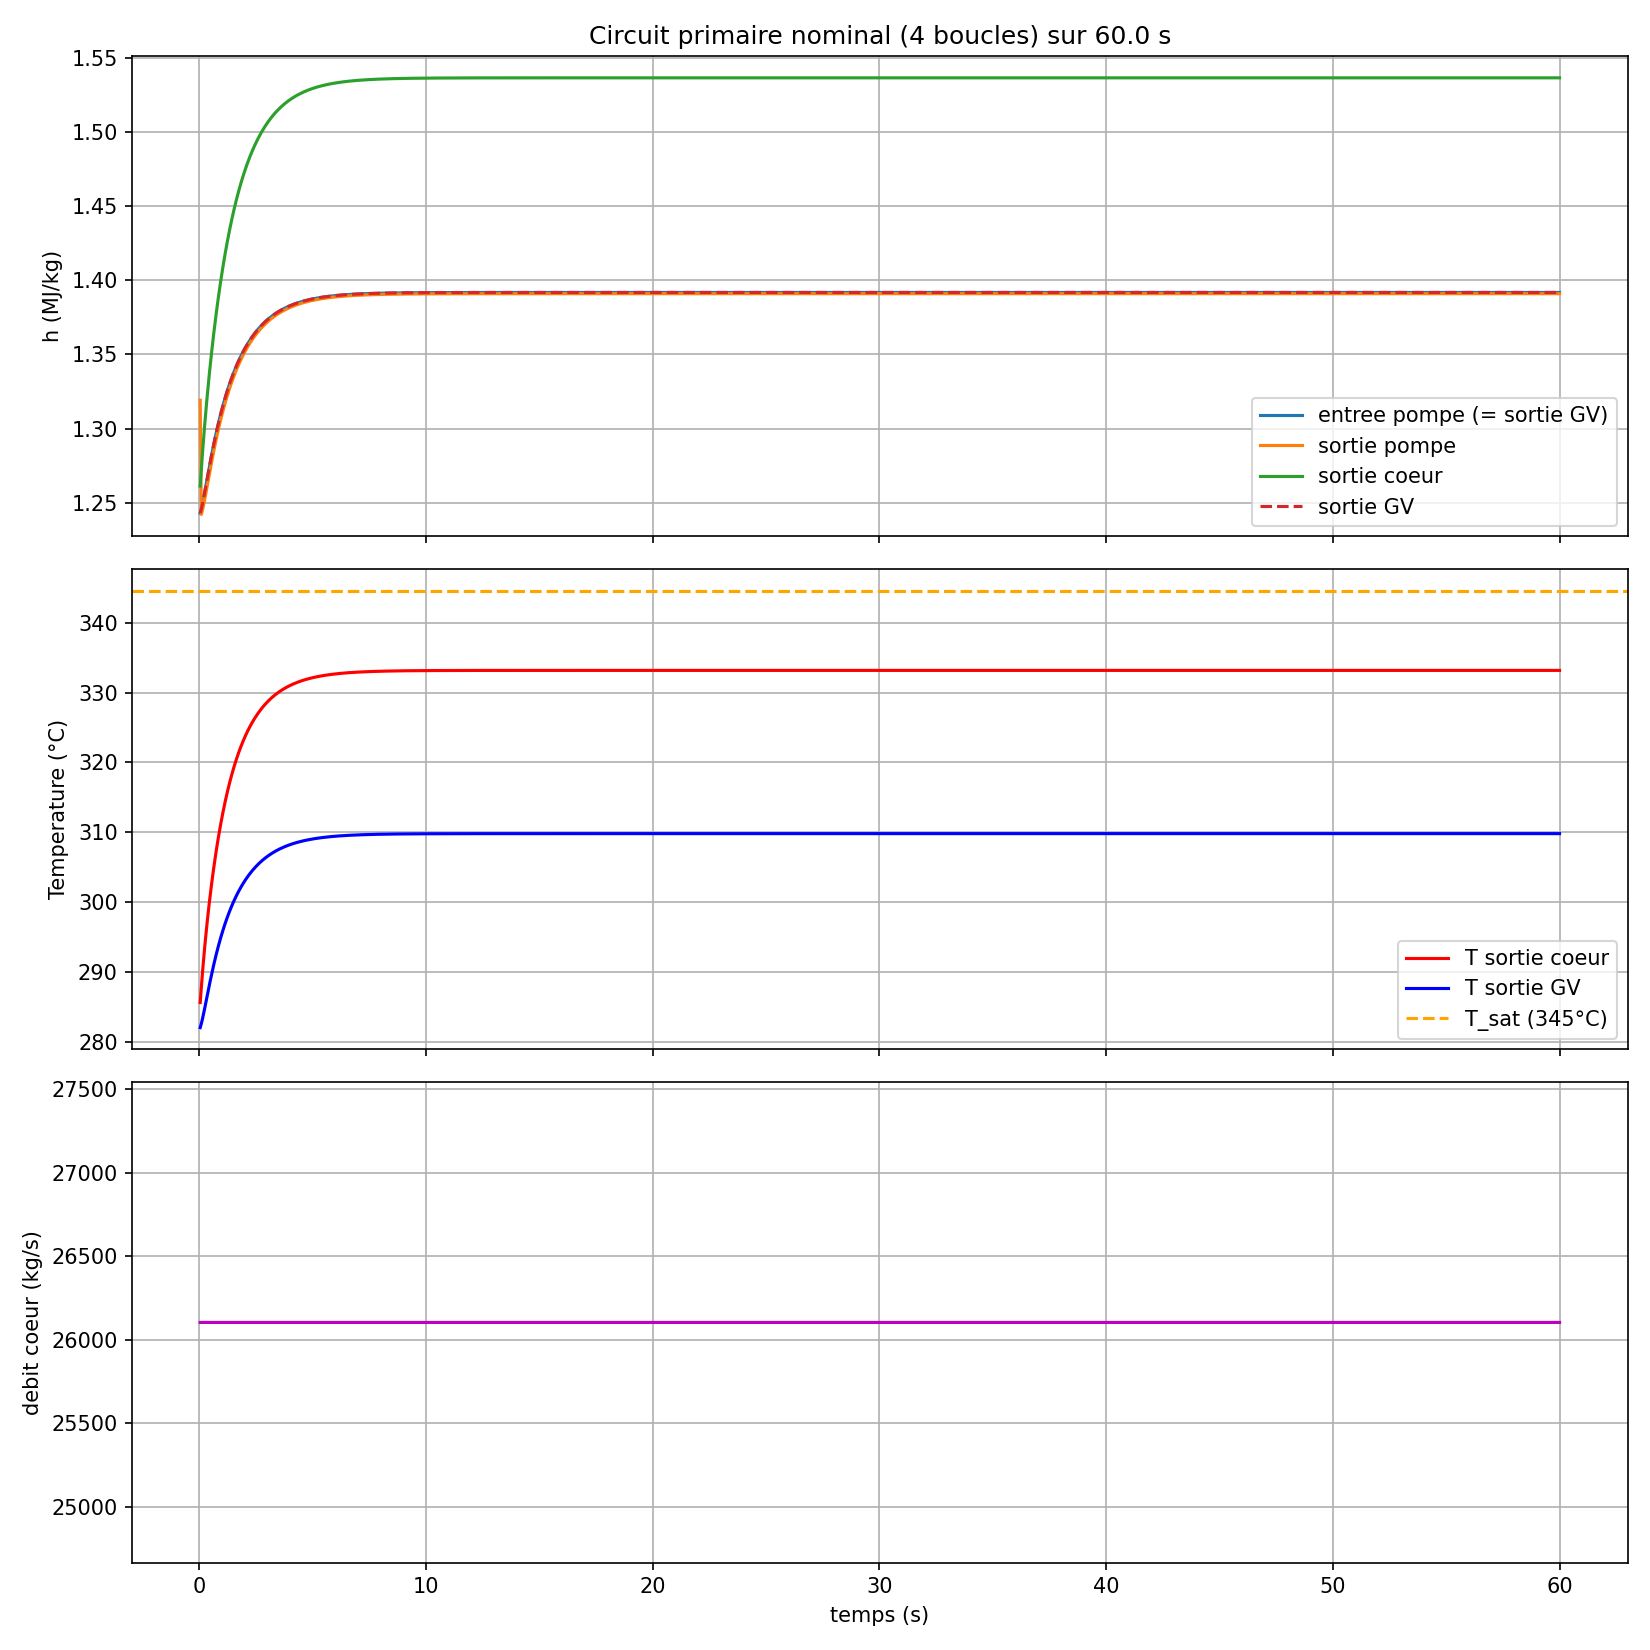 Circuit primaire nominal (4 boucles) sur 60.0 s
1.55
1.50
1.45
1.40
1.35
1.30
1.25
h (MJ/kg)
entree pompe (= sortie GV)
sortie pompe
sortie coeur
sortie GV
340
330
320
310
300
290
280
Temperature (°C)
T sortie coeur
T sortie GV
T_sat (345°C)
27500
27000
26500
26000
25500
25000
debit coeur (kg/s)
0 10 20 30 40 50 60
temps (s)